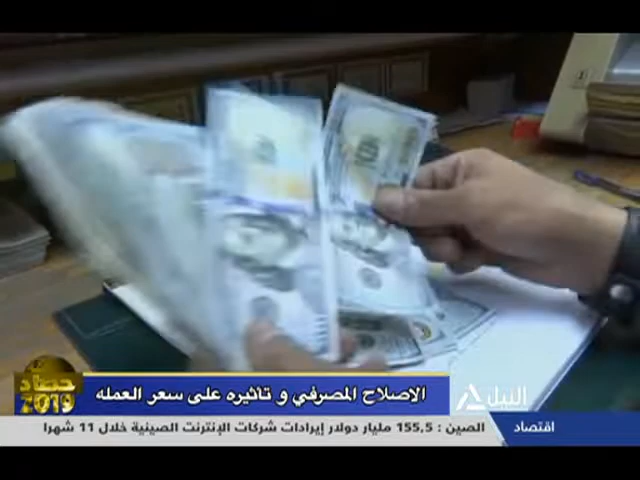 الاصلاح المصرفي و تأثيره على سعر العمله
النيل
حصاد
2019
اقتصاد
الصين : 155,5 مليار دولار إيرادات شركات الإنترنت الصينية خلال 11 شهرا